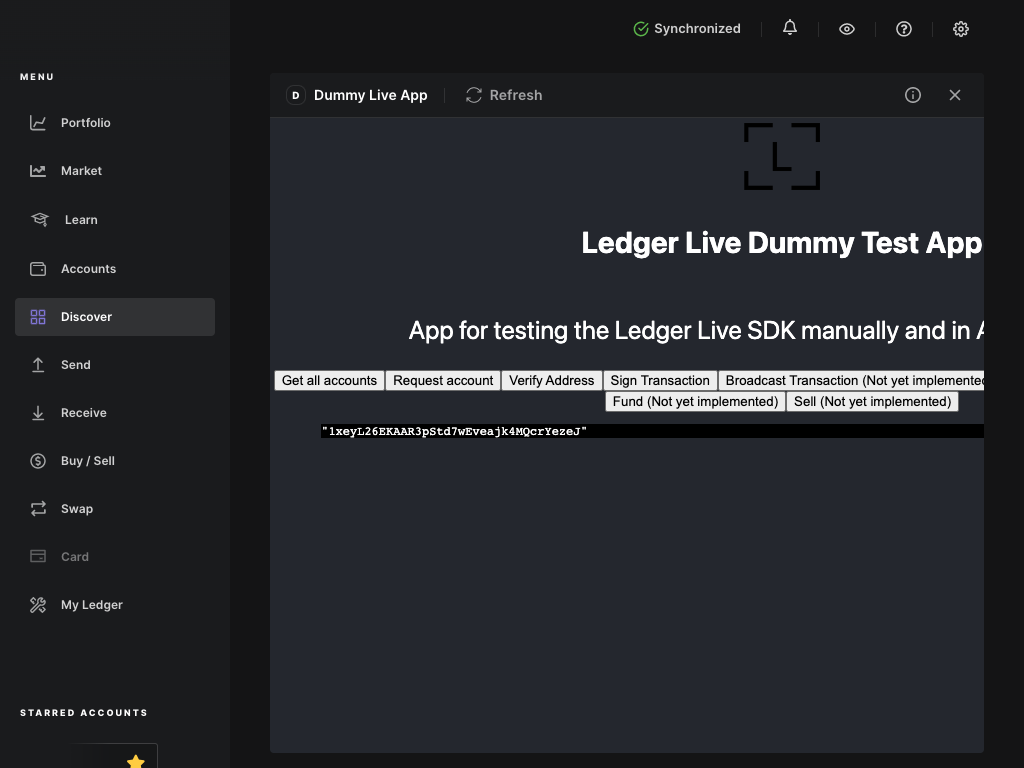 Synchronized
MENU
D Dummy Live App Refresh
Portfolio
Market
Learn
Accounts
Discover
Send
Receive
Buy / Sell
Swap
Card
My Ledger
STARRED ACCOUNTS
L
Ledger Live Dummy Test App
App for testing the Ledger Live SDK manually and in
Get all accounts Request account Verify Address Sign Transaction Broadcast Transaction (Not yet implemented
Fund (Not yet implemented) Sell (Not yet implemented)
"1xeyL26EKAAR3pStd7wEveajk4MQcrYezeJ"